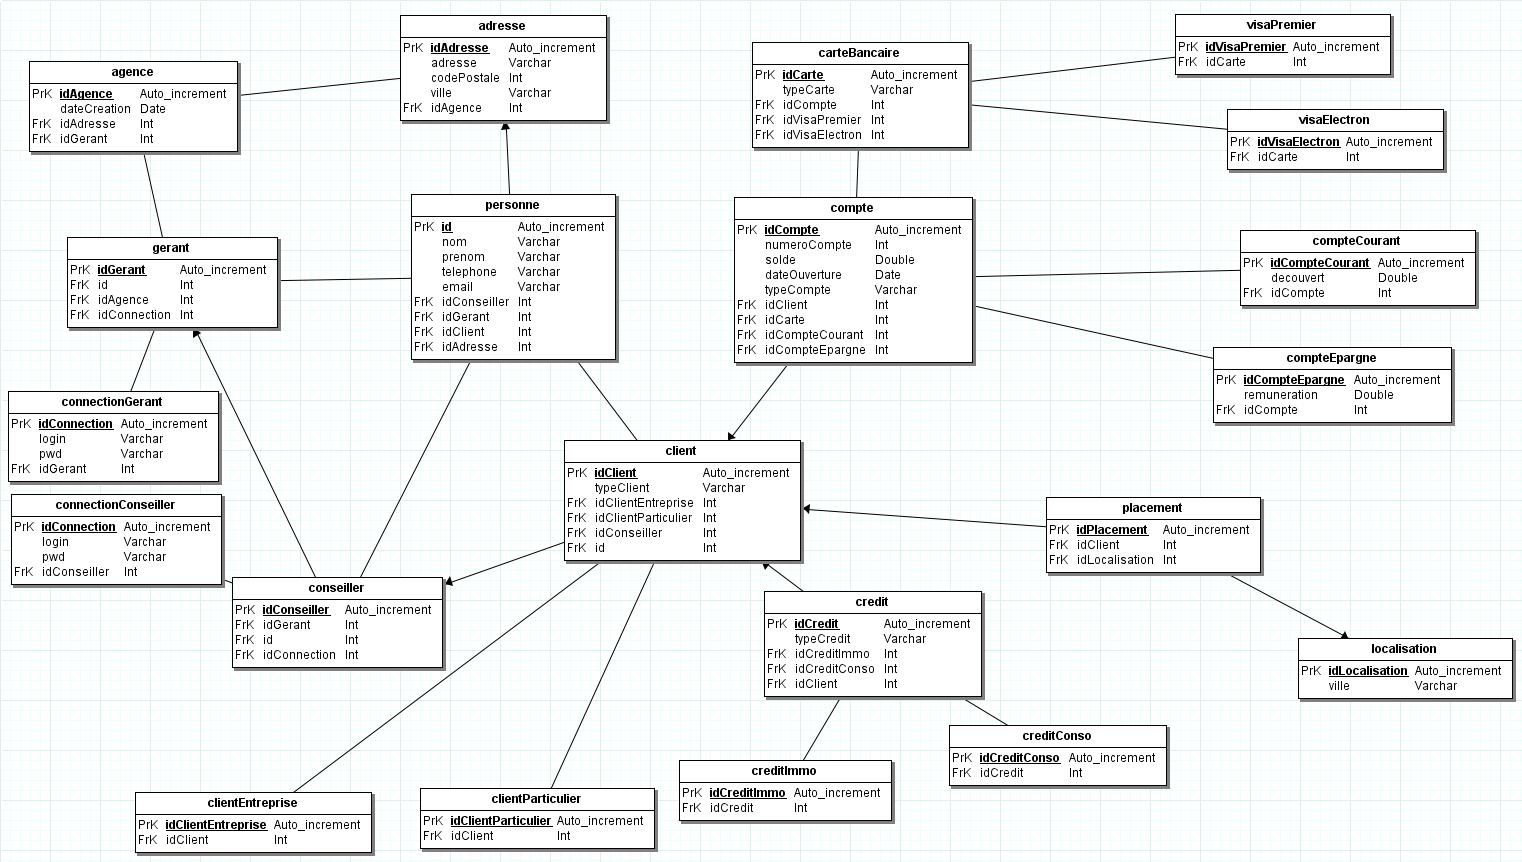 adresse
PrK idAdresse Auto_increment
adresse Varchar
codePostale Int
ville Varchar
FrK idAgence Int
visaPremier
PrK idVisaPremier Auto_increment
FrK idCarte Int
carteBancaire
PrK idCarte Auto_increment
typeCarte Varchar
FrK idCompte Int
FrK idVisaPremier Int
FrK idVisaElectron Int
agence
PrK idAgence Auto_increment
dateCreation Date
FrK idAdresse Int
FrK idGerant Int
visaElectron
PrK idVisaElectron Auto_increment
FrK idCarte Int
personne
PrK id Auto_increment
nom Varchar
prenom Varchar
telephone Varchar
email Varchar
FrK idConseiller Int
FrK idGerant Int
FrK idClient Int
FrK idAdresse Int
compte
PrK idCompte Auto_increment
numeroCompte Int
solde Double
dateOuverture Date
typeCompte Varchar
FrK idClient Int
FrK idCarte Int
FrK idCompteCourant Int
FrK idCompteEpargne Int
gerant
PrK idGerant Auto_increment
FrK id Int
FrK idAgence Int
FrK idConnection Int
compteCourant
PrK idCompteCourant Auto_increment
decouvert Double
FrK idCompte Int
compteEpargne
PrK idCompteEpargne Auto_increment
remuneration Double
FrK idCompte Int
connectionGerant
PrK idConnection Auto_increment
login Varchar
pwd Varchar
FrK idGerant Int
client
PrK idClient Auto_increment
typeClient Varchar
FrK idClientEntreprise Int
FrK idClientParticulier Int
FrK idConseiller Int
FrK id Int
connectionConseiller
PrK idConnection Auto_increment
login Varchar
pwd Varchar
FrK idConseiller Int
placement
PrK idPlacement Auto_increment
FrK idClient Int
FrK idLocalisation Int
conseiller
PrK idConseiller Auto_increment
FrK idGerant Int
FrK id Int
FrK idConnection Int
credit
PrK idCredit Auto_increment
typeCredit Varchar
FrK idCreditImmo Int
FrK idCreditConso Int
FrK idClient Int
localisation
PrK idLocalisation Auto_increment
ville Varchar
creditConso
PrK idCreditConso Auto_increment
FrK idCredit Int
creditImmo
PrK idCreditImmo Auto_increment
FrK idCredit Int
clientEntreprise
PrK idClientEntreprise Auto_increment
FrK idClient Int
clientParticulier
PrK idClientParticulier Auto_increment
FrK idClient Int